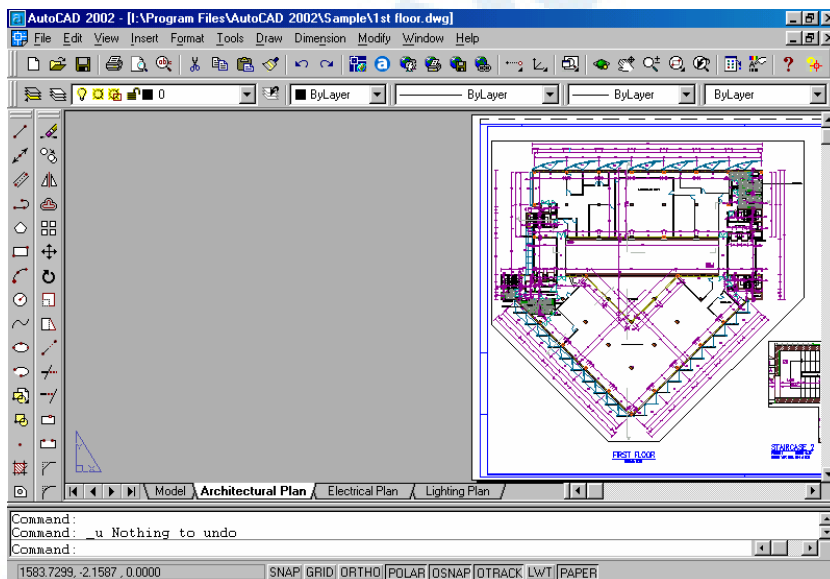 AutoCAD 2002 - [I:\Program Files\AutoCAD 2002\Sample\1st floor.dwg]
File Edit View Insert Format Tools Draw Dimension Modify Window Help
0 ByLayer ByLayer ByLayer ByLayer
FIRST FLOOR
STAIRCASE 2
Model Architectural Plan Electrical Plan Lighting Plan
Command:
Command: _u Nothing to undo
Command:
1583.7299, -2.1587 , 0.0000 SNAP GRID ORTHO POLAR OSNAP OTRACK LWT PAPER